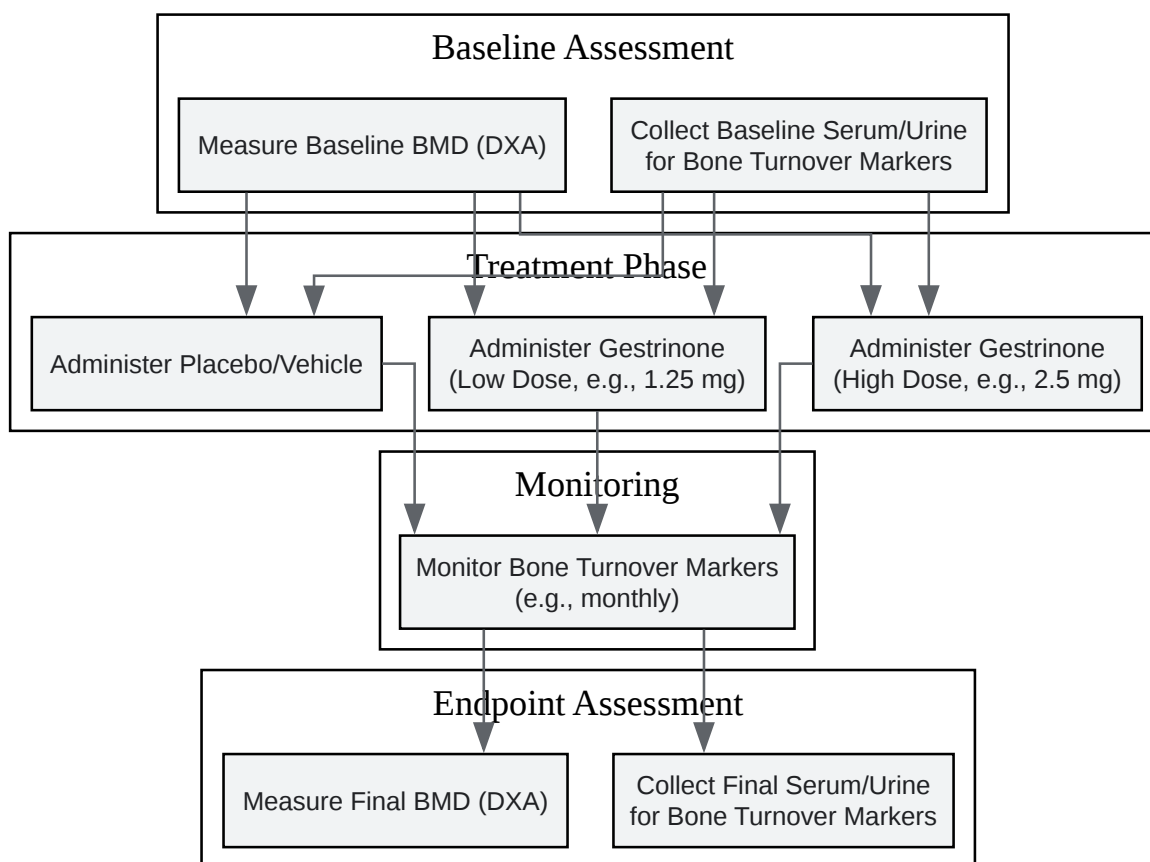 Baseline Assessment
Measure Baseline BMD (DXA)
Collect Baseline Serum/Urine
for Bone Turnover Markers
Treatment Phase
Administer Placebo/Vehicle
Administer Gestrinone
(Low Dose, e.g., 1.25 mg)
Administer Gestrinone
(High Dose, e.g., 2.5 mg)
Monitoring
Monitor Bone Turnover Markers
(e.g., monthly)
Endpoint Assessment
Measure Final BMD (DXA)
Collect Final Serum/Urine
for Bone Turnover Markers